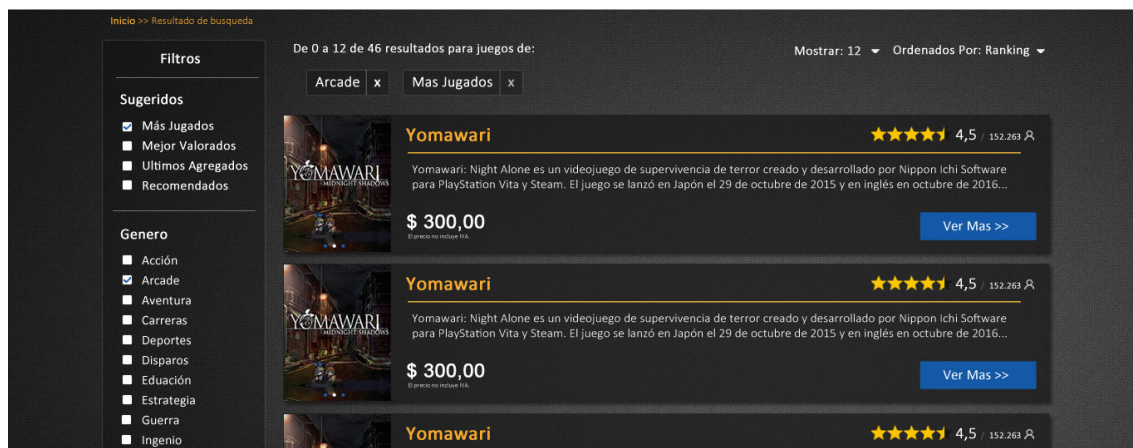 Inicio >> Resultado de busqueda
Filtros
Sugeridos
Más Jugados
Mejor Valorados
Ultimos Agregados
Recomendados
Genero
Acción
Arcade
Aventura
Carreras
Deportes
Disparos
Eduación
Estrategia
Guerra
Ingenio
De 0 a 12 de 46 resultados para juegos de:
Mostrar: 12 Ordenados Por: Ranking
Arcade x Mas Jugados x
YOMAWARI
MIDNIGHT SHADOWS
Yomawari 4,5 / 152.263
Yomawari: Night Alone es un videojuego de supervivencia de terror creado y desarrollado por Nippon Ichi Software
para PlayStation Vita y Steam. El juego se lanzó en Japón el 29 de octubre de 2015 y en inglés en octubre de 2016...
$ 300,00
El precio no incluye IVA.
Ver Mas >>
YOMAWARI
MIDNIGHT SHADOWS
Yomawari 4,5 / 152.263
Yomawari: Night Alone es un videojuego de supervivencia de terror creado y desarrollado por Nippon Ichi Software
para PlayStation Vita y Steam. El juego se lanzó en Japón el 29 de octubre de 2015 y en inglés en octubre de 2016...
$ 300,00
El precio no incluye IVA.
Ver Mas >>
Yomawari 4,5 / 152.263